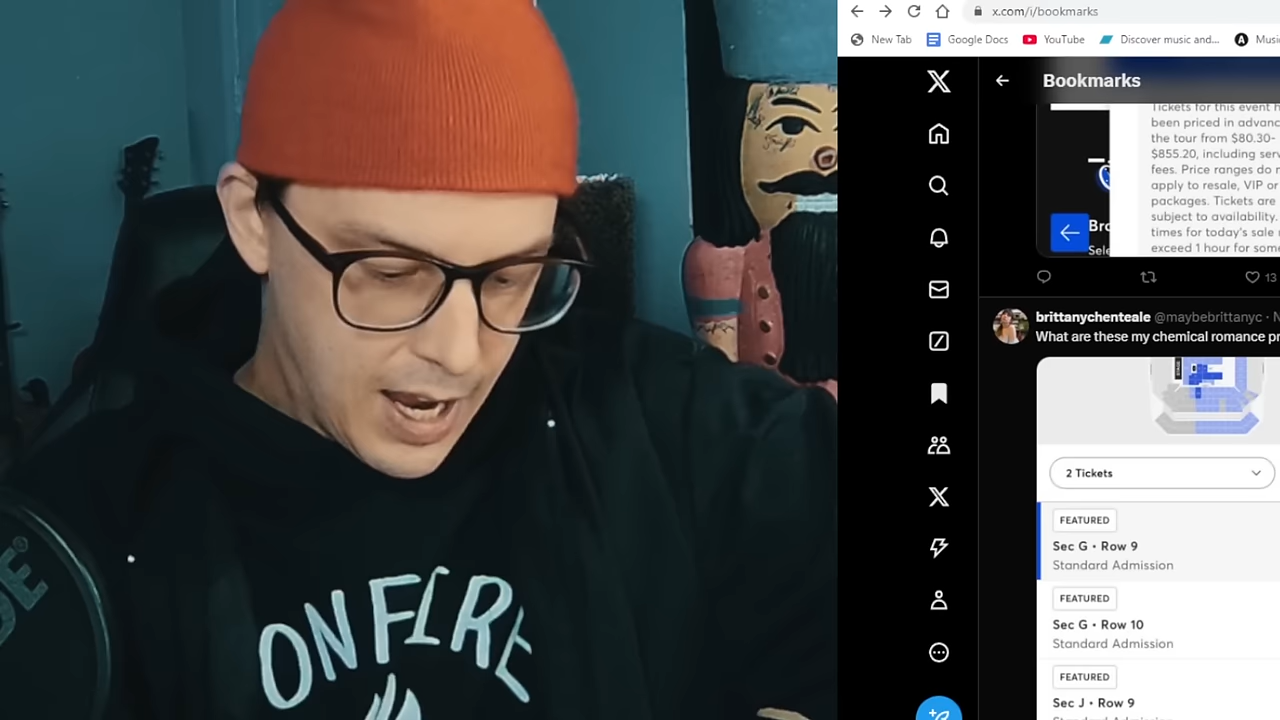 x.com/i/bookmarks
New Tab
Google Docs
YouTube
Discover music and...
Bookmarks
Tickets for this event
been priced in advanc
the tour from $80.30-
$855.20, including
fees. Price ranges do
apply to resale, VIP or
packages. Tickets are
subject to availability.
times for today's sale
exceed 1 hour for
13
brittanychenteale @maybebrittanyc ·
What are these my chemical romance
2 Tickets
FEATURED
Sec G • Row 9
Standard Admission
FEATURED
Sec G • Row 10
Standard Admission
FEATURED
Sec J • Row 9
ON FIRE